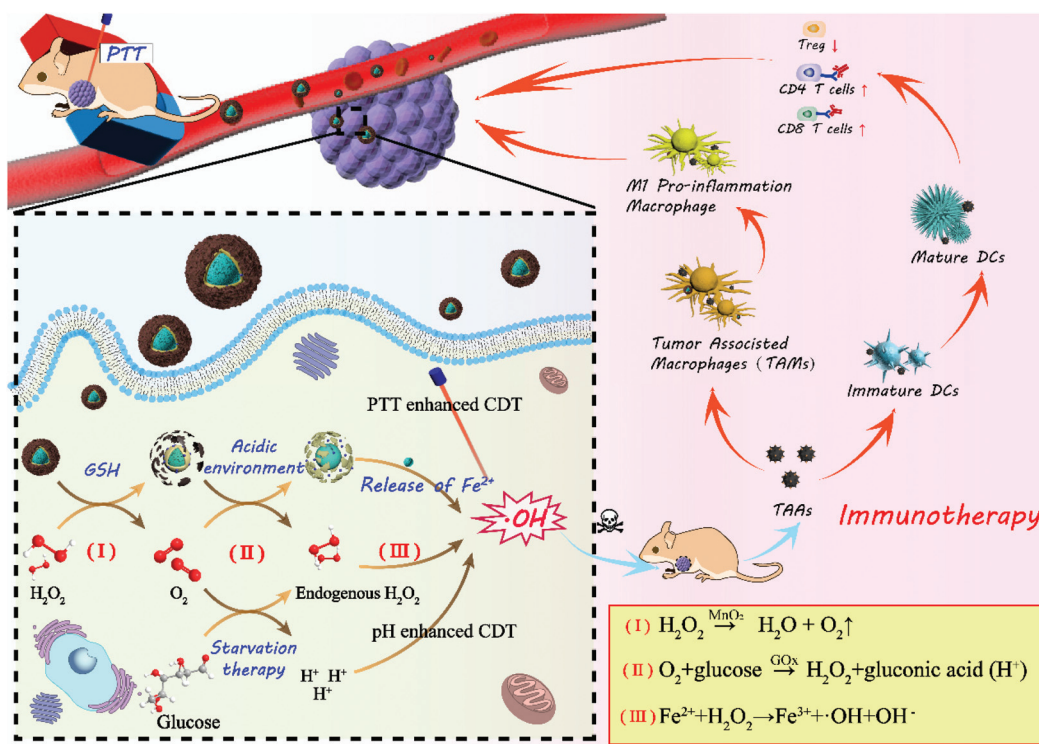 PTT
Treg ↓
CD4 T cells ↑
CD8 T cells ↑
M1 Pro-inflammation
Macrophage
Mature DCs
Tumor Associsted
Macrophages (TAMs)
Immature DCs
TAAs
Immunotherapy
PTT enhanced CDT
GSH
Acidic
environment
Release of Fe²⁺
·OH
(I)
(II)
(III)
H₂O₂
O₂
Endogenous H₂O₂
pH enhanced CDT
Starvation
therapy
H⁺ H⁺
H⁺
Glucose
(I) H₂O₂ MnO₂→ H₂O + O₂↑
(II) O₂+glucose GOx→ H₂O₂+gluconic acid (H⁺)
(III) Fe²⁺+H₂O₂→Fe³⁺+·OH+OH⁻